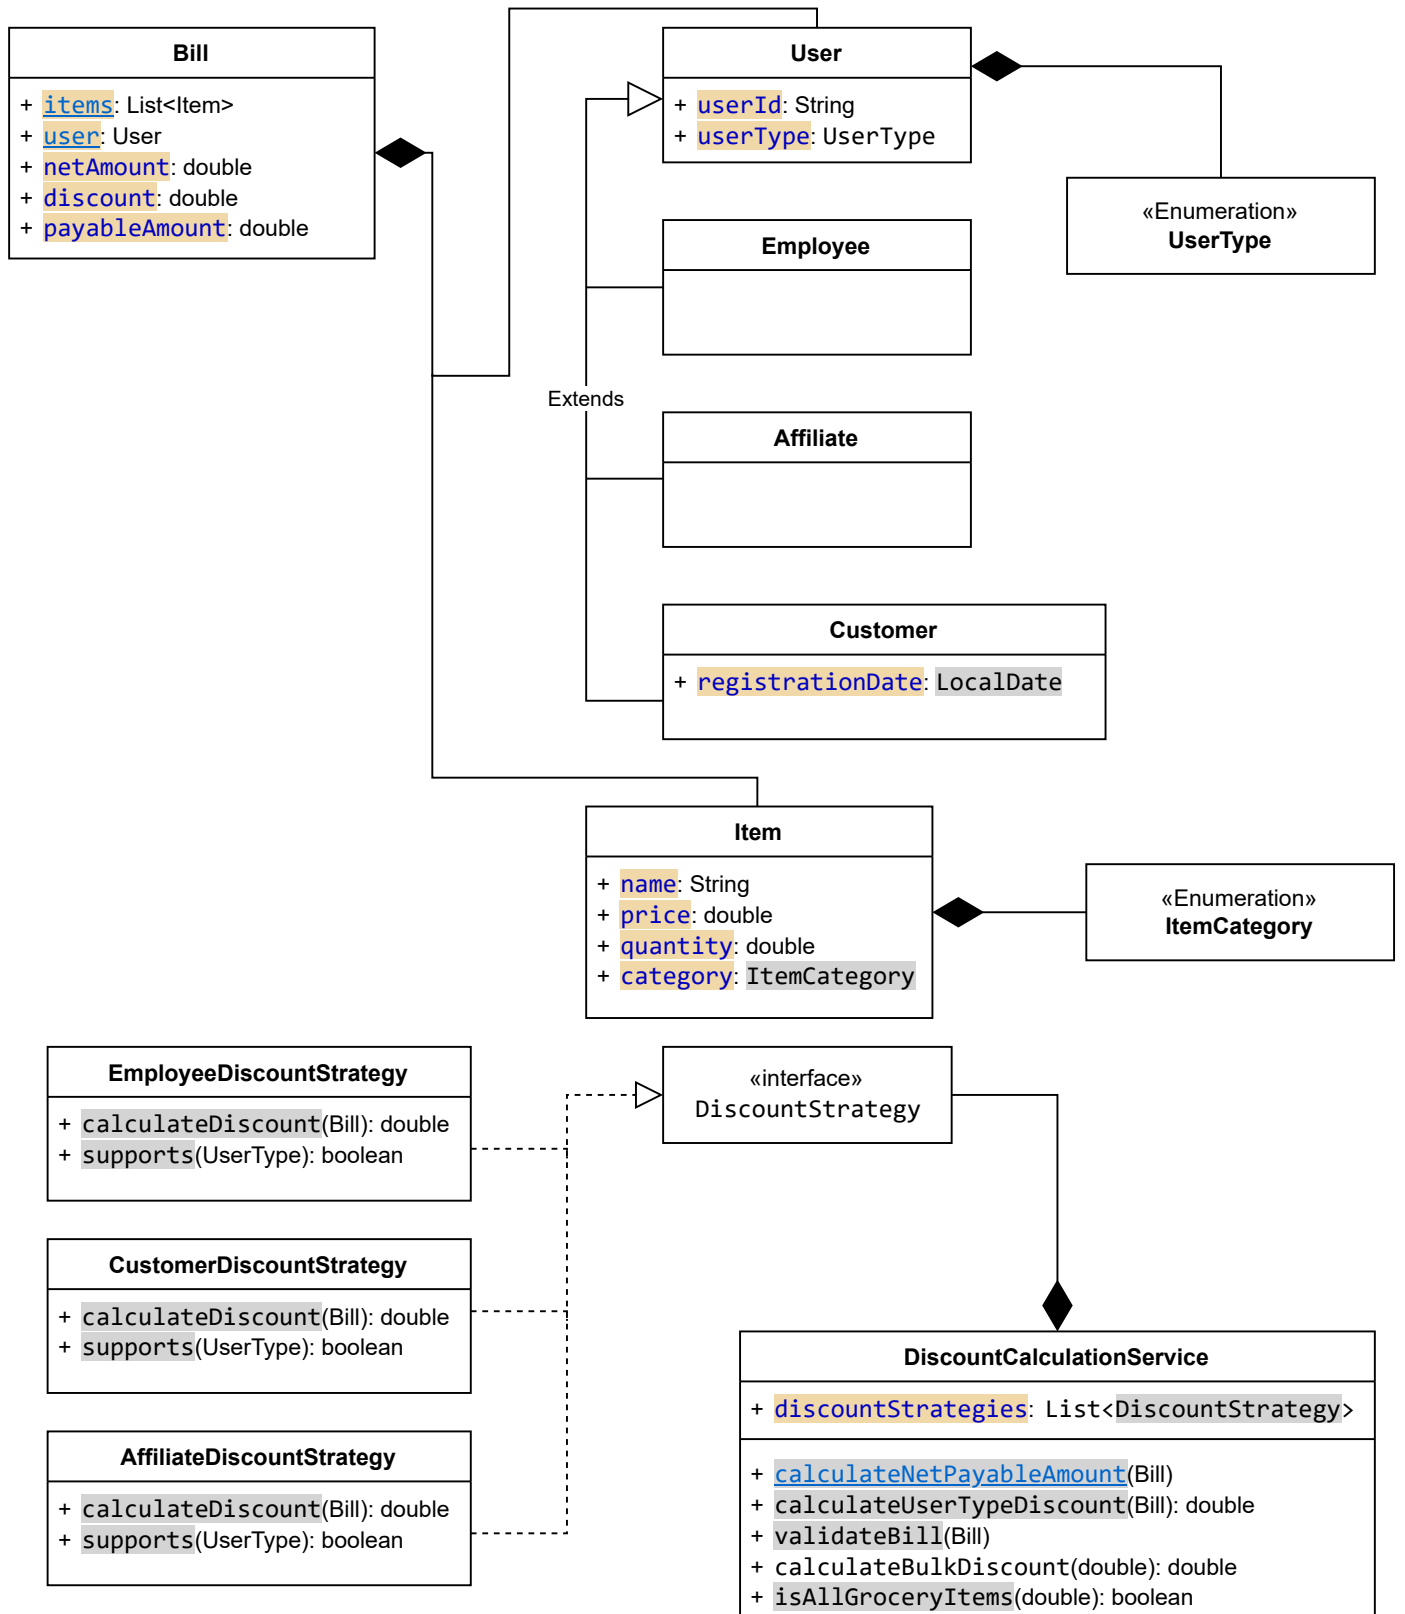 Bill
+ items: List<Item>
+ user: User
+ netAmount: double
+ discount: double
+ payableAmount: double
User
+ userId: String
+ userType: UserType
«Enumeration»
UserType
Employee
Extends
Affiliate
Customer
+ registrationDate: LocalDate
Item
+ name: String
+ price: double
+ quantity: double
+ category: ItemCategory
«Enumeration»
ItemCategory
EmployeeDiscountStrategy
+ calculateDiscount(Bill): double
+ supports(UserType): boolean
«interface»
DiscountStrategy
CustomerDiscountStrategy
+ calculateDiscount(Bill): double
+ supports(UserType): boolean
AffiliateDiscountStrategy
+ calculateDiscount(Bill): double
+ supports(UserType): boolean
DiscountCalculationService
+ discountStrategies: List<DiscountStrategy>
+ calculateNetPayableAmount(Bill)
+ calculateUserTypeDiscount(Bill): double
+ validateBill(Bill)
+ calculateBulkDiscount(double): double
+ isAllGroceryItems(double): boolean